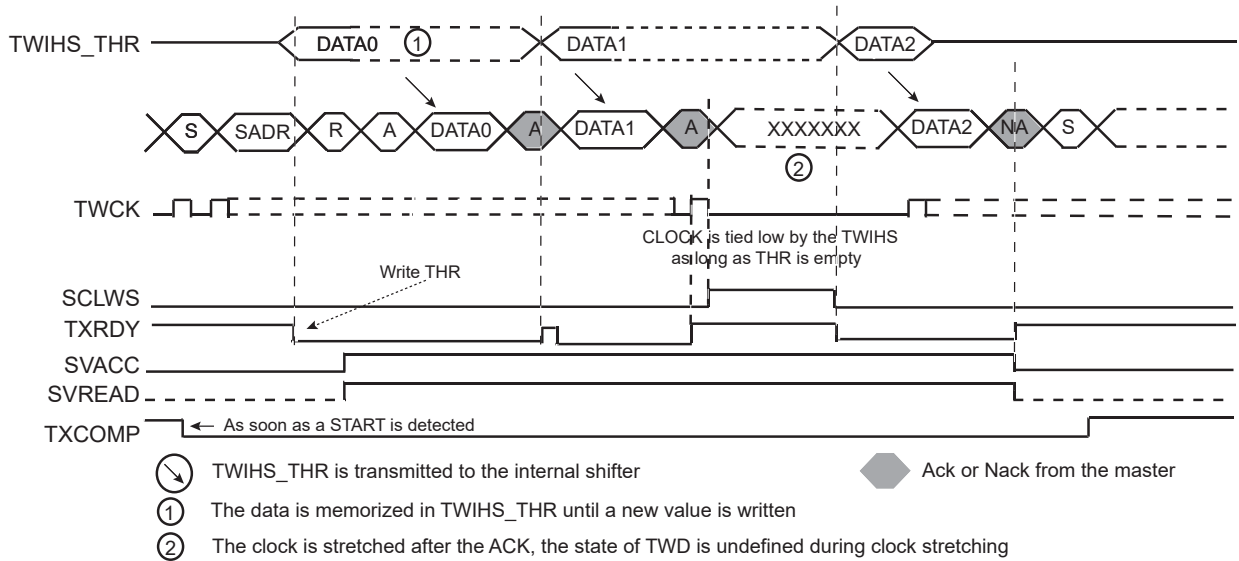 TWIHS_THR DATA0 1 DATA1 DATA2
S SADR R A DATA0 A DATA1 A XXXXXXX DATA2 NA S
2
TWCK
CLOCK is tied low by the TWIHS
as long as THR is empty
Write THR
SCLWS
TXRDY
SVACC
SVREAD
TXCOMP As soon as a START is detected
TWIHS_THR is transmitted to the internal shifter Ack or Nack from the master
1 The data is memorized in TWIHS_THR until a new value is written
2 The clock is stretched after the ACK, the state of TWD is undefined during clock stretching